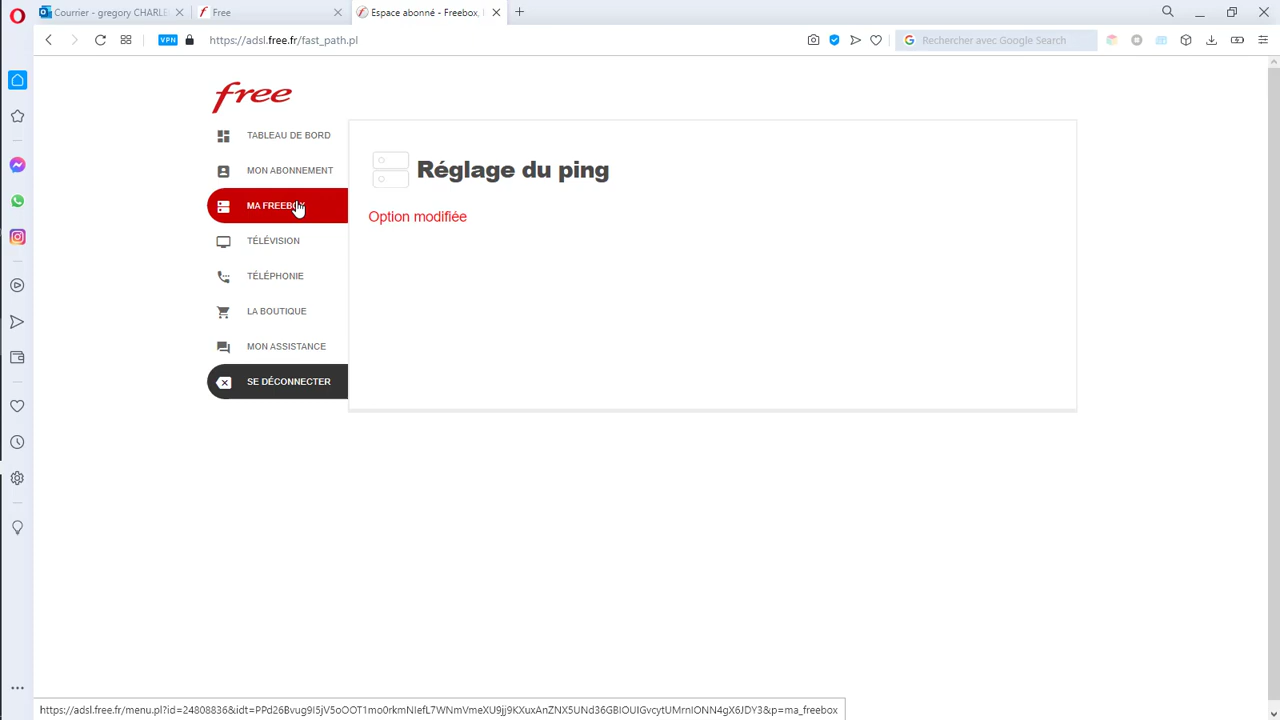 Courrier - gregory CHARLE
Free
Espace abonné - Freebox,
VPN
https://adsl.free.fr/fast_path.pl
Rechercher avec Google Search
free
TABLEAU DE BORD
MON ABONNEMENT
MA FREEBOX
TÉLÉVISION
TÉLÉPHONIE
LA BOUTIQUE
MON ASSISTANCE
SE DÉCONNECTER
Réglage du ping
Option modifiée
https://adsl.free.fr/menu.pl?id=24808836&idt=PPd26Bvug9I5jV5oOOT1mo0rkmNIefL7WNmVmeXU9jj9KXuxAnZNX5UNd36GBIOUIGvcytUMrnIONN4gX6JDY3&p=ma_freebox